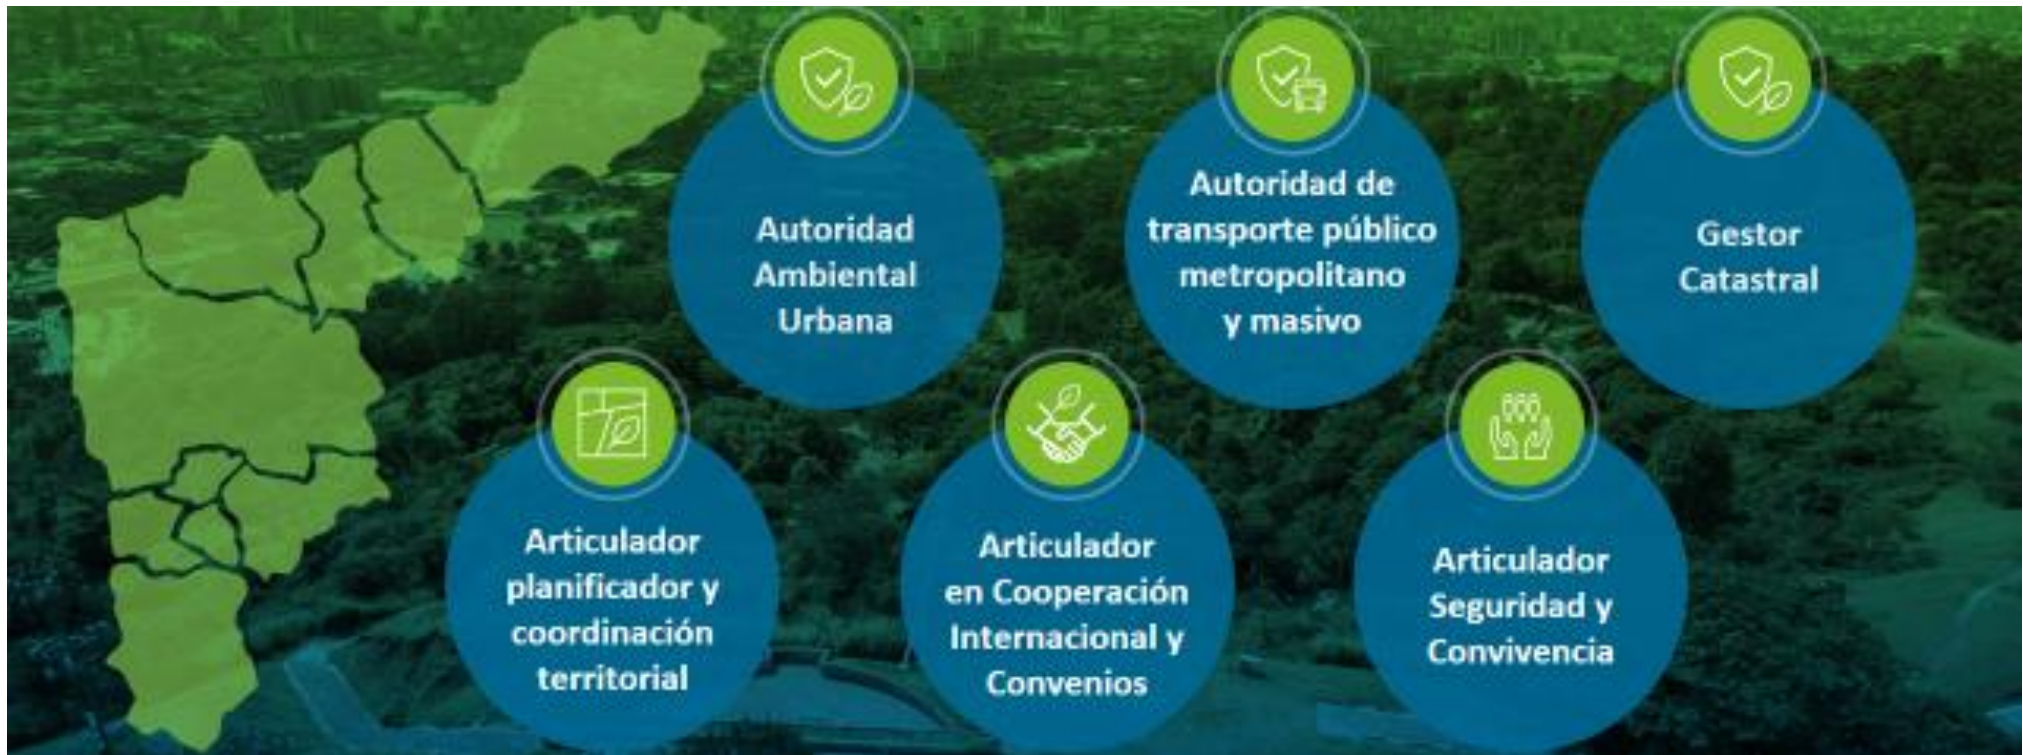 Autoridad
Ambiental
Urbana
Autoridad de
transporte público
metropolitano
y masivo
Gestor
Catastral
Articulador
planificador y
coordinación
territorial
Articulador
en Cooperación
Internacional y
Convenios
Articulador
Seguridad y
Convivencia